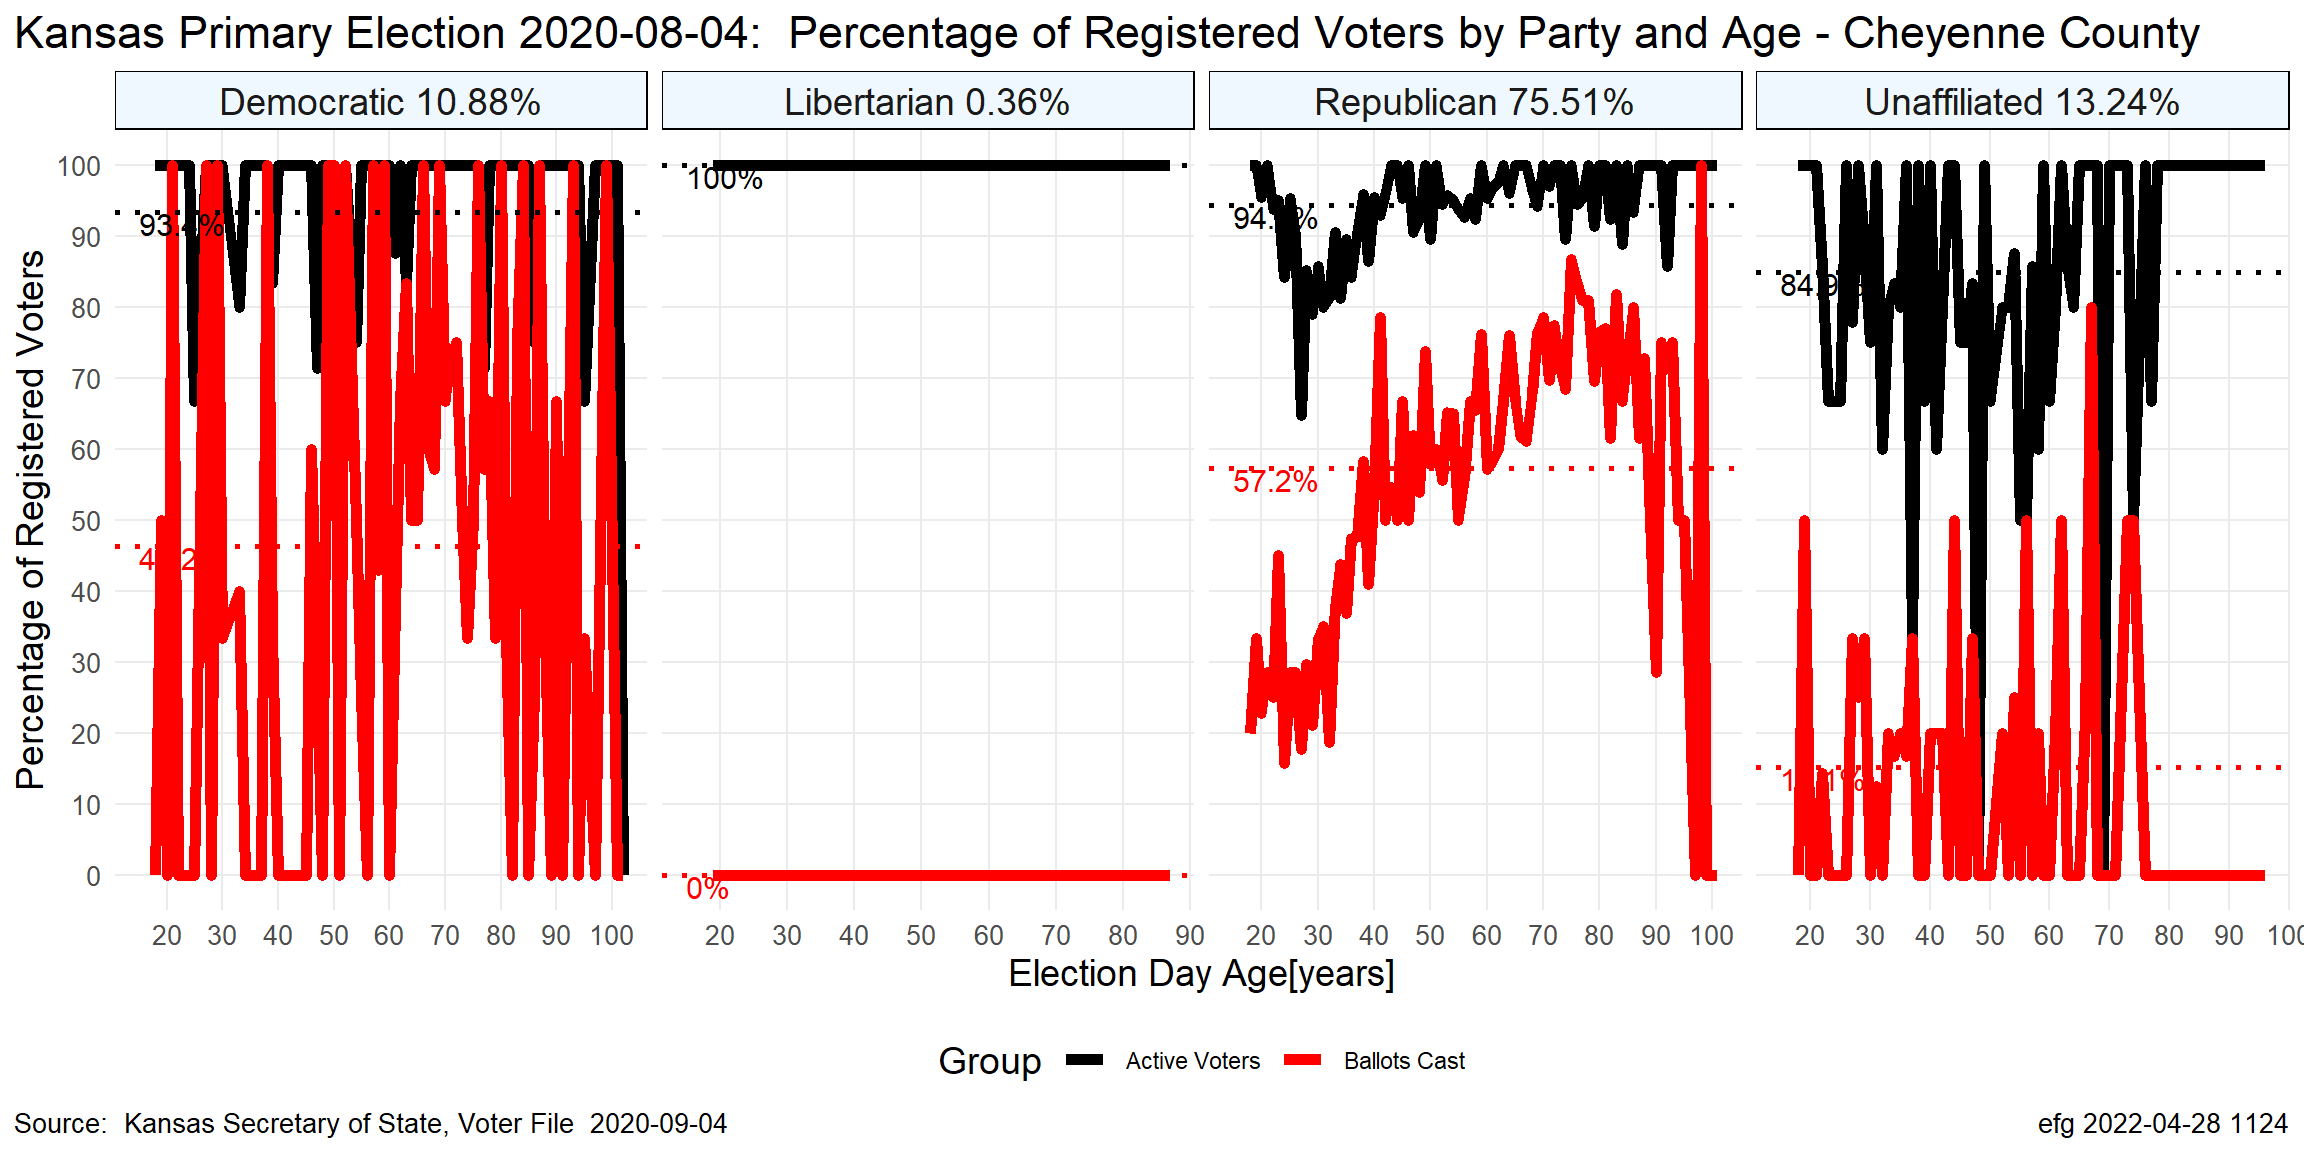 Kansas Primary Election 2020-08-04:  Percentage of Registered Voters by Party and Age - Cheyenne County
Democratic 10.88%
Libertarian 0.36%
Republican 75.51%
Unaffiliated 13.24%
Percentage of Registered Voters
100
90
80
70
60
50
40
30
20
10
0
100%
0%
57.2%
20 30 40 50 60 70 80 90 100
20 30 40 50 60 70 80 90
20 30 40 50 60 70 80 90 100
20 30 40 50 60 70 80 90 100
Election Day Age[years]
Group Active Voters Ballots Cast
Source:  Kansas Secretary of State, Voter File  2020-09-04
efg 2022-04-28 1124